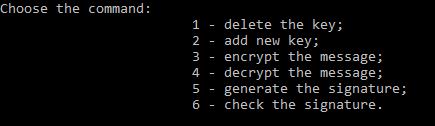 Choose the command:
1 - delete the key;
2 - add new key;
3 - encrypt the message;
4 - decrypt the message;
5 - generate the signature;
6 - check the signature.